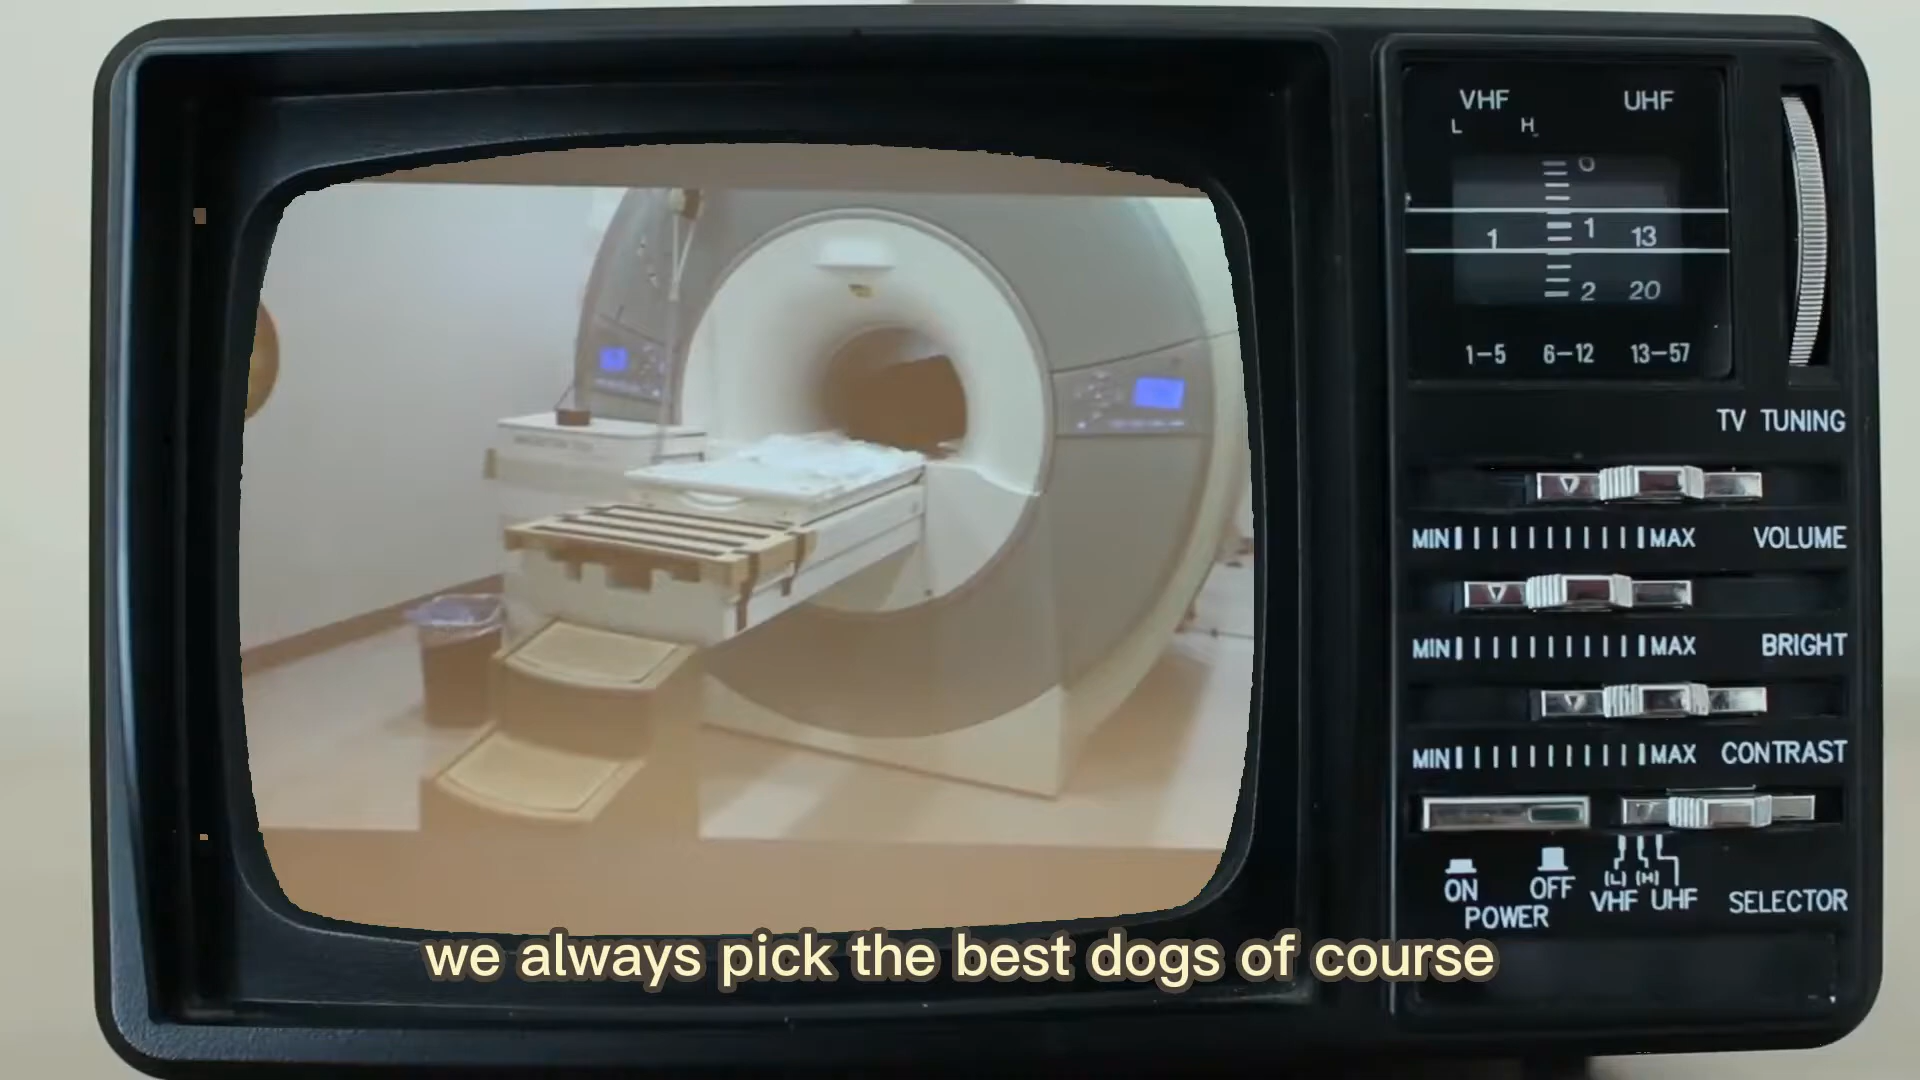 VHF UHF
L H
0
1 1 13
2 20
1-5 6-12 13-57
TV TUNING
MIN MAX VOLUME
MIN MAX BRIGHT
MIN MAX CONTRAST
(L) (H)
ON OFF VHF UHF SELECTOR
POWER
we always pick the best dogs of course